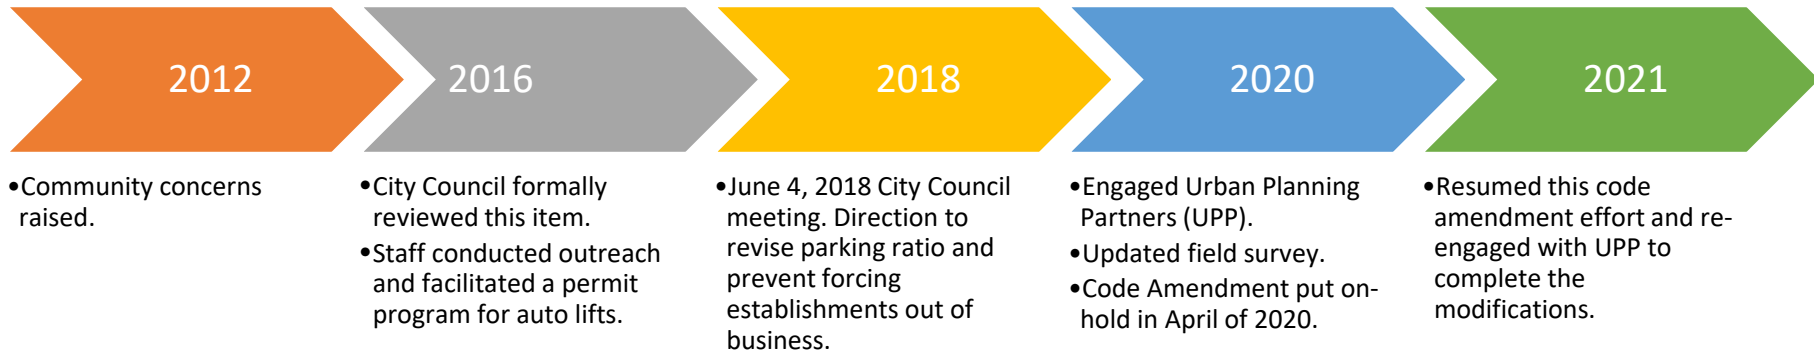 2012
2016
2018
2020
2021
•Community concerns
raised.
•City Council formally
reviewed this item.
•Staff conducted outreach
and facilitated a permit
program for auto lifts.
•June 4, 2018 City Council
meeting. Direction to
revise parking ratio and
prevent forcing
establishments out of
business.
•Engaged Urban Planning
Partners (UPP).
•Updated field survey.
•Code Amendment put on-
hold in April of 2020.
•Resumed this code
amendment effort and re-
engaged with UPP to
complete the
modifications.